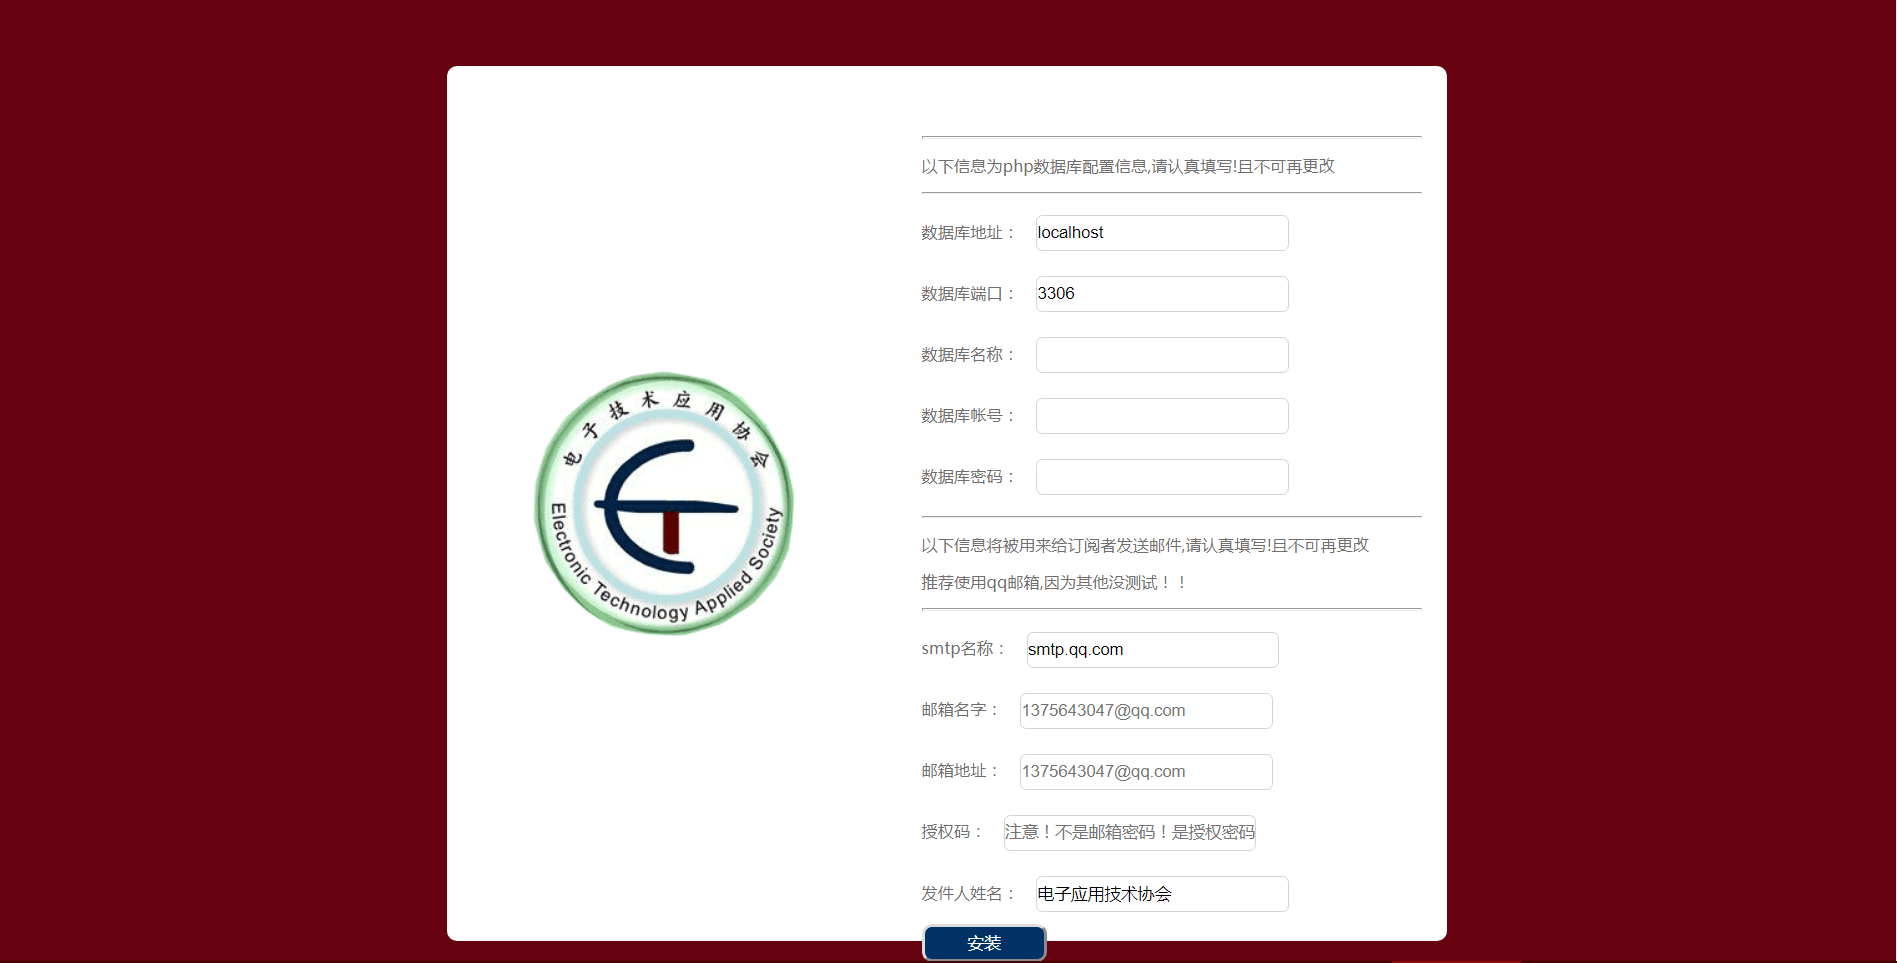 电子技术应用协会
Electronic Technology Applied Society
以下信息为php数据库配置信息,请认真填写!且不可再更改
数据库地址： localhost
数据库端口： 3306
数据库名称：
数据库帐号：
数据库密码：
以下信息将被用来给订阅者发送邮件,请认真填写!且不可再更改
推荐使用qq邮箱,因为其他没测试！！
smtp名称： smtp.qq.com
邮箱名字： 1375643047@qq.com
邮箱地址： 1375643047@qq.com
授权码： 注意！不是邮箱密码！是授权密码
发件人姓名： 电子应用技术协会
安装